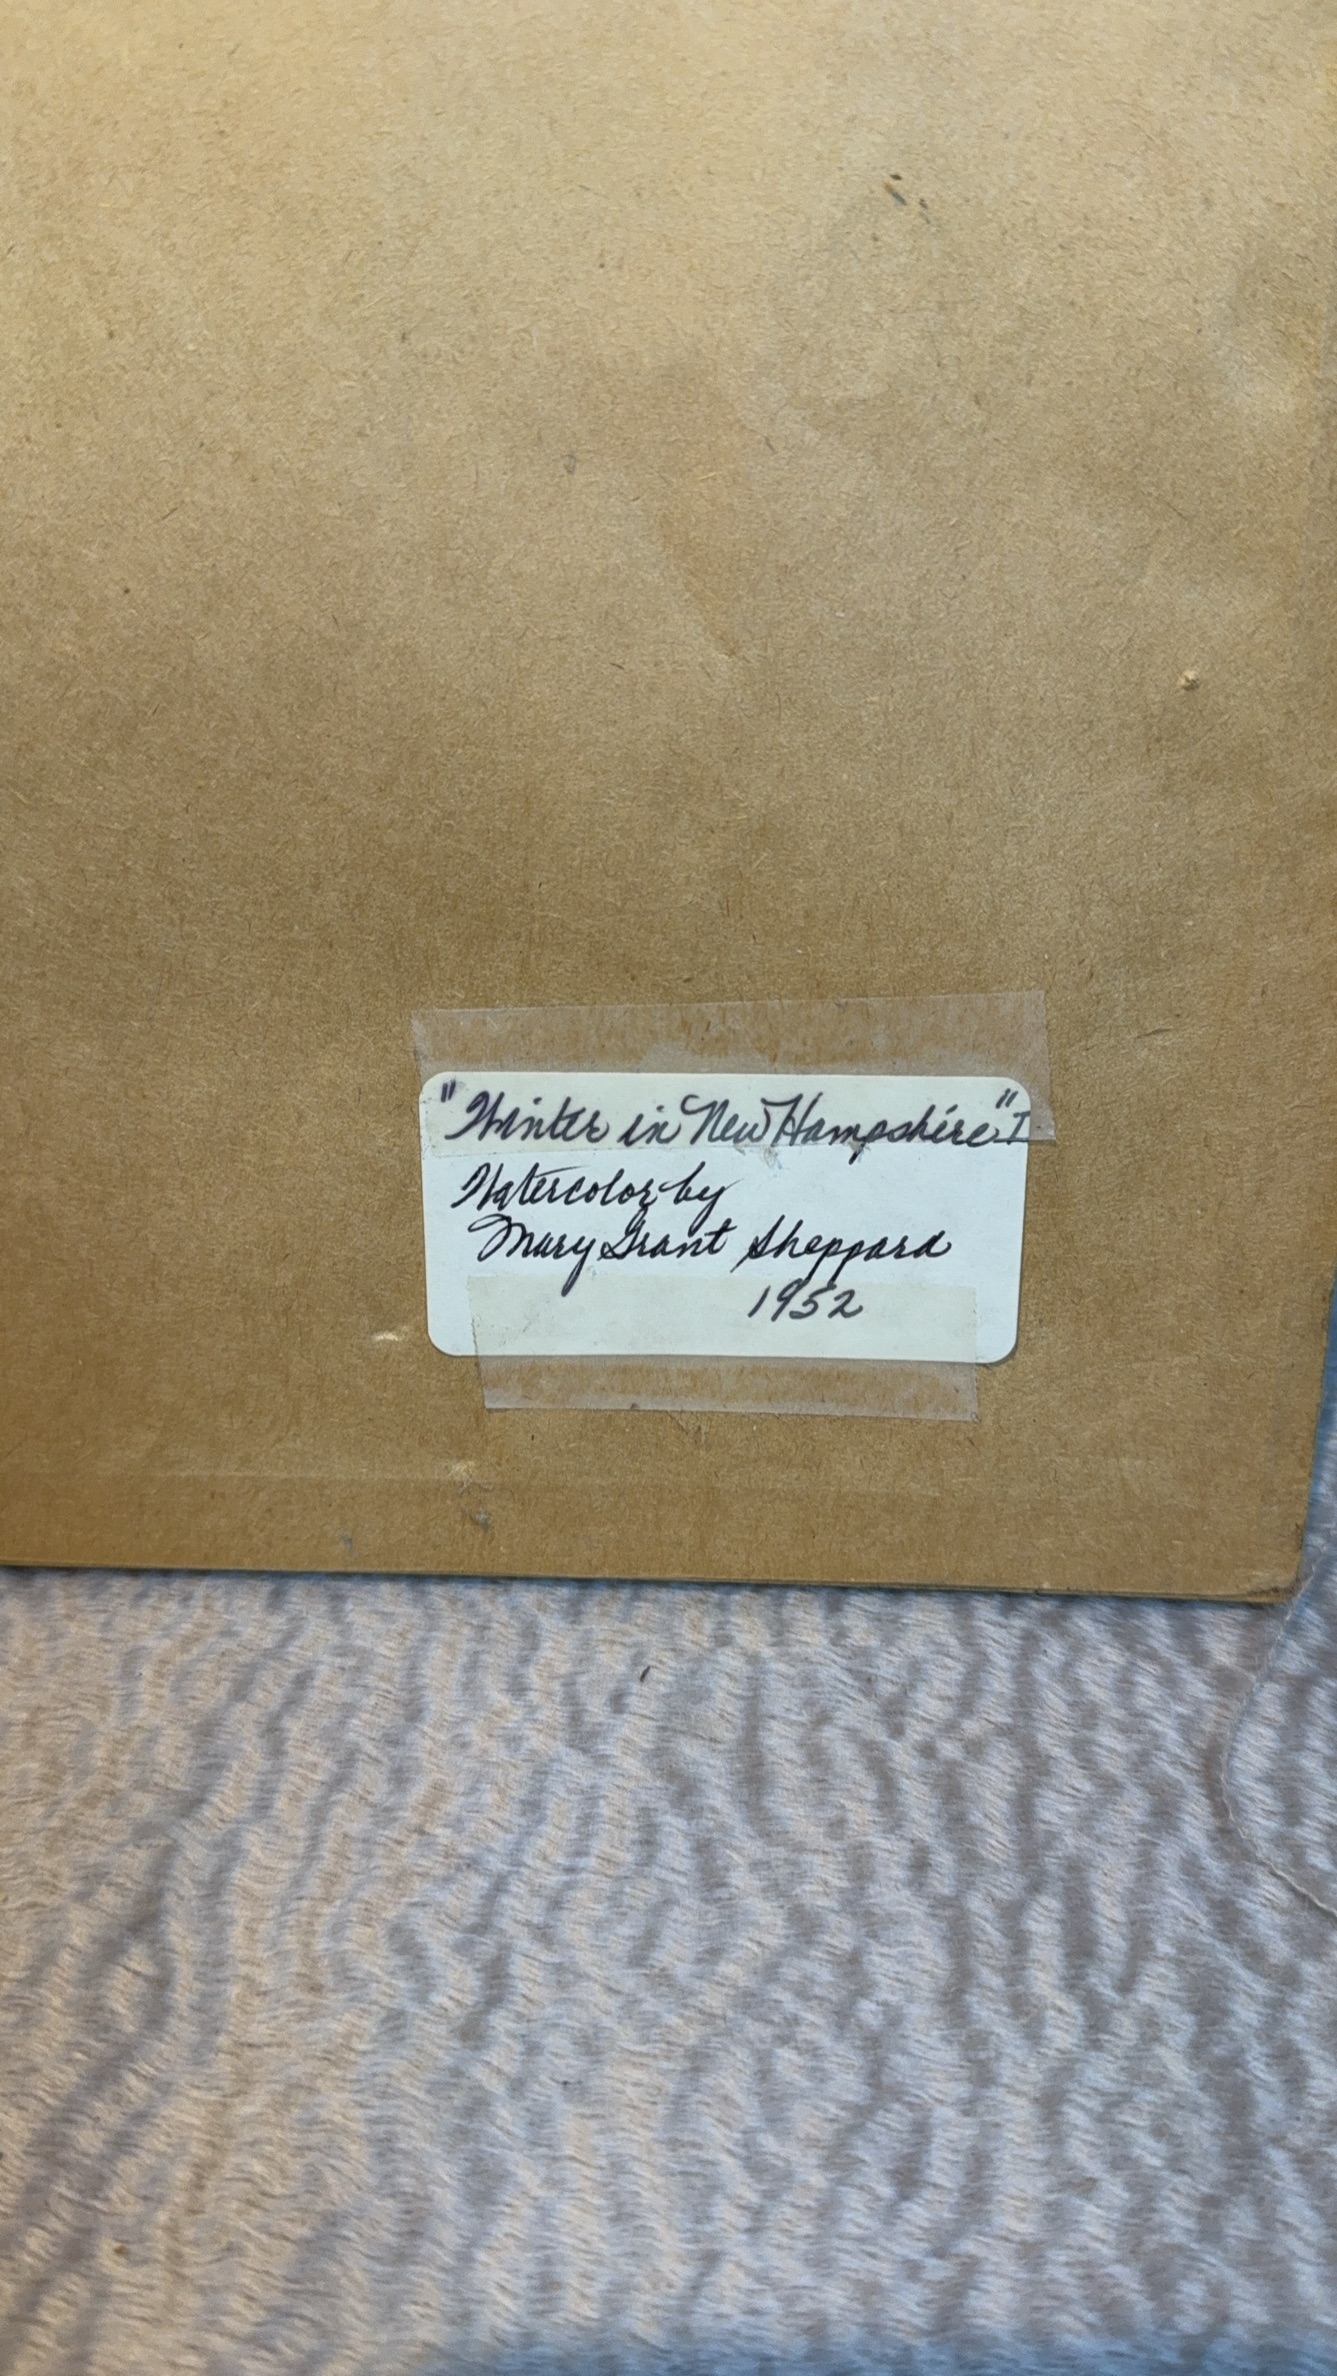 "Winter in New Hampshire" I
Watercolor by
Mary Grant Sheppard
1952